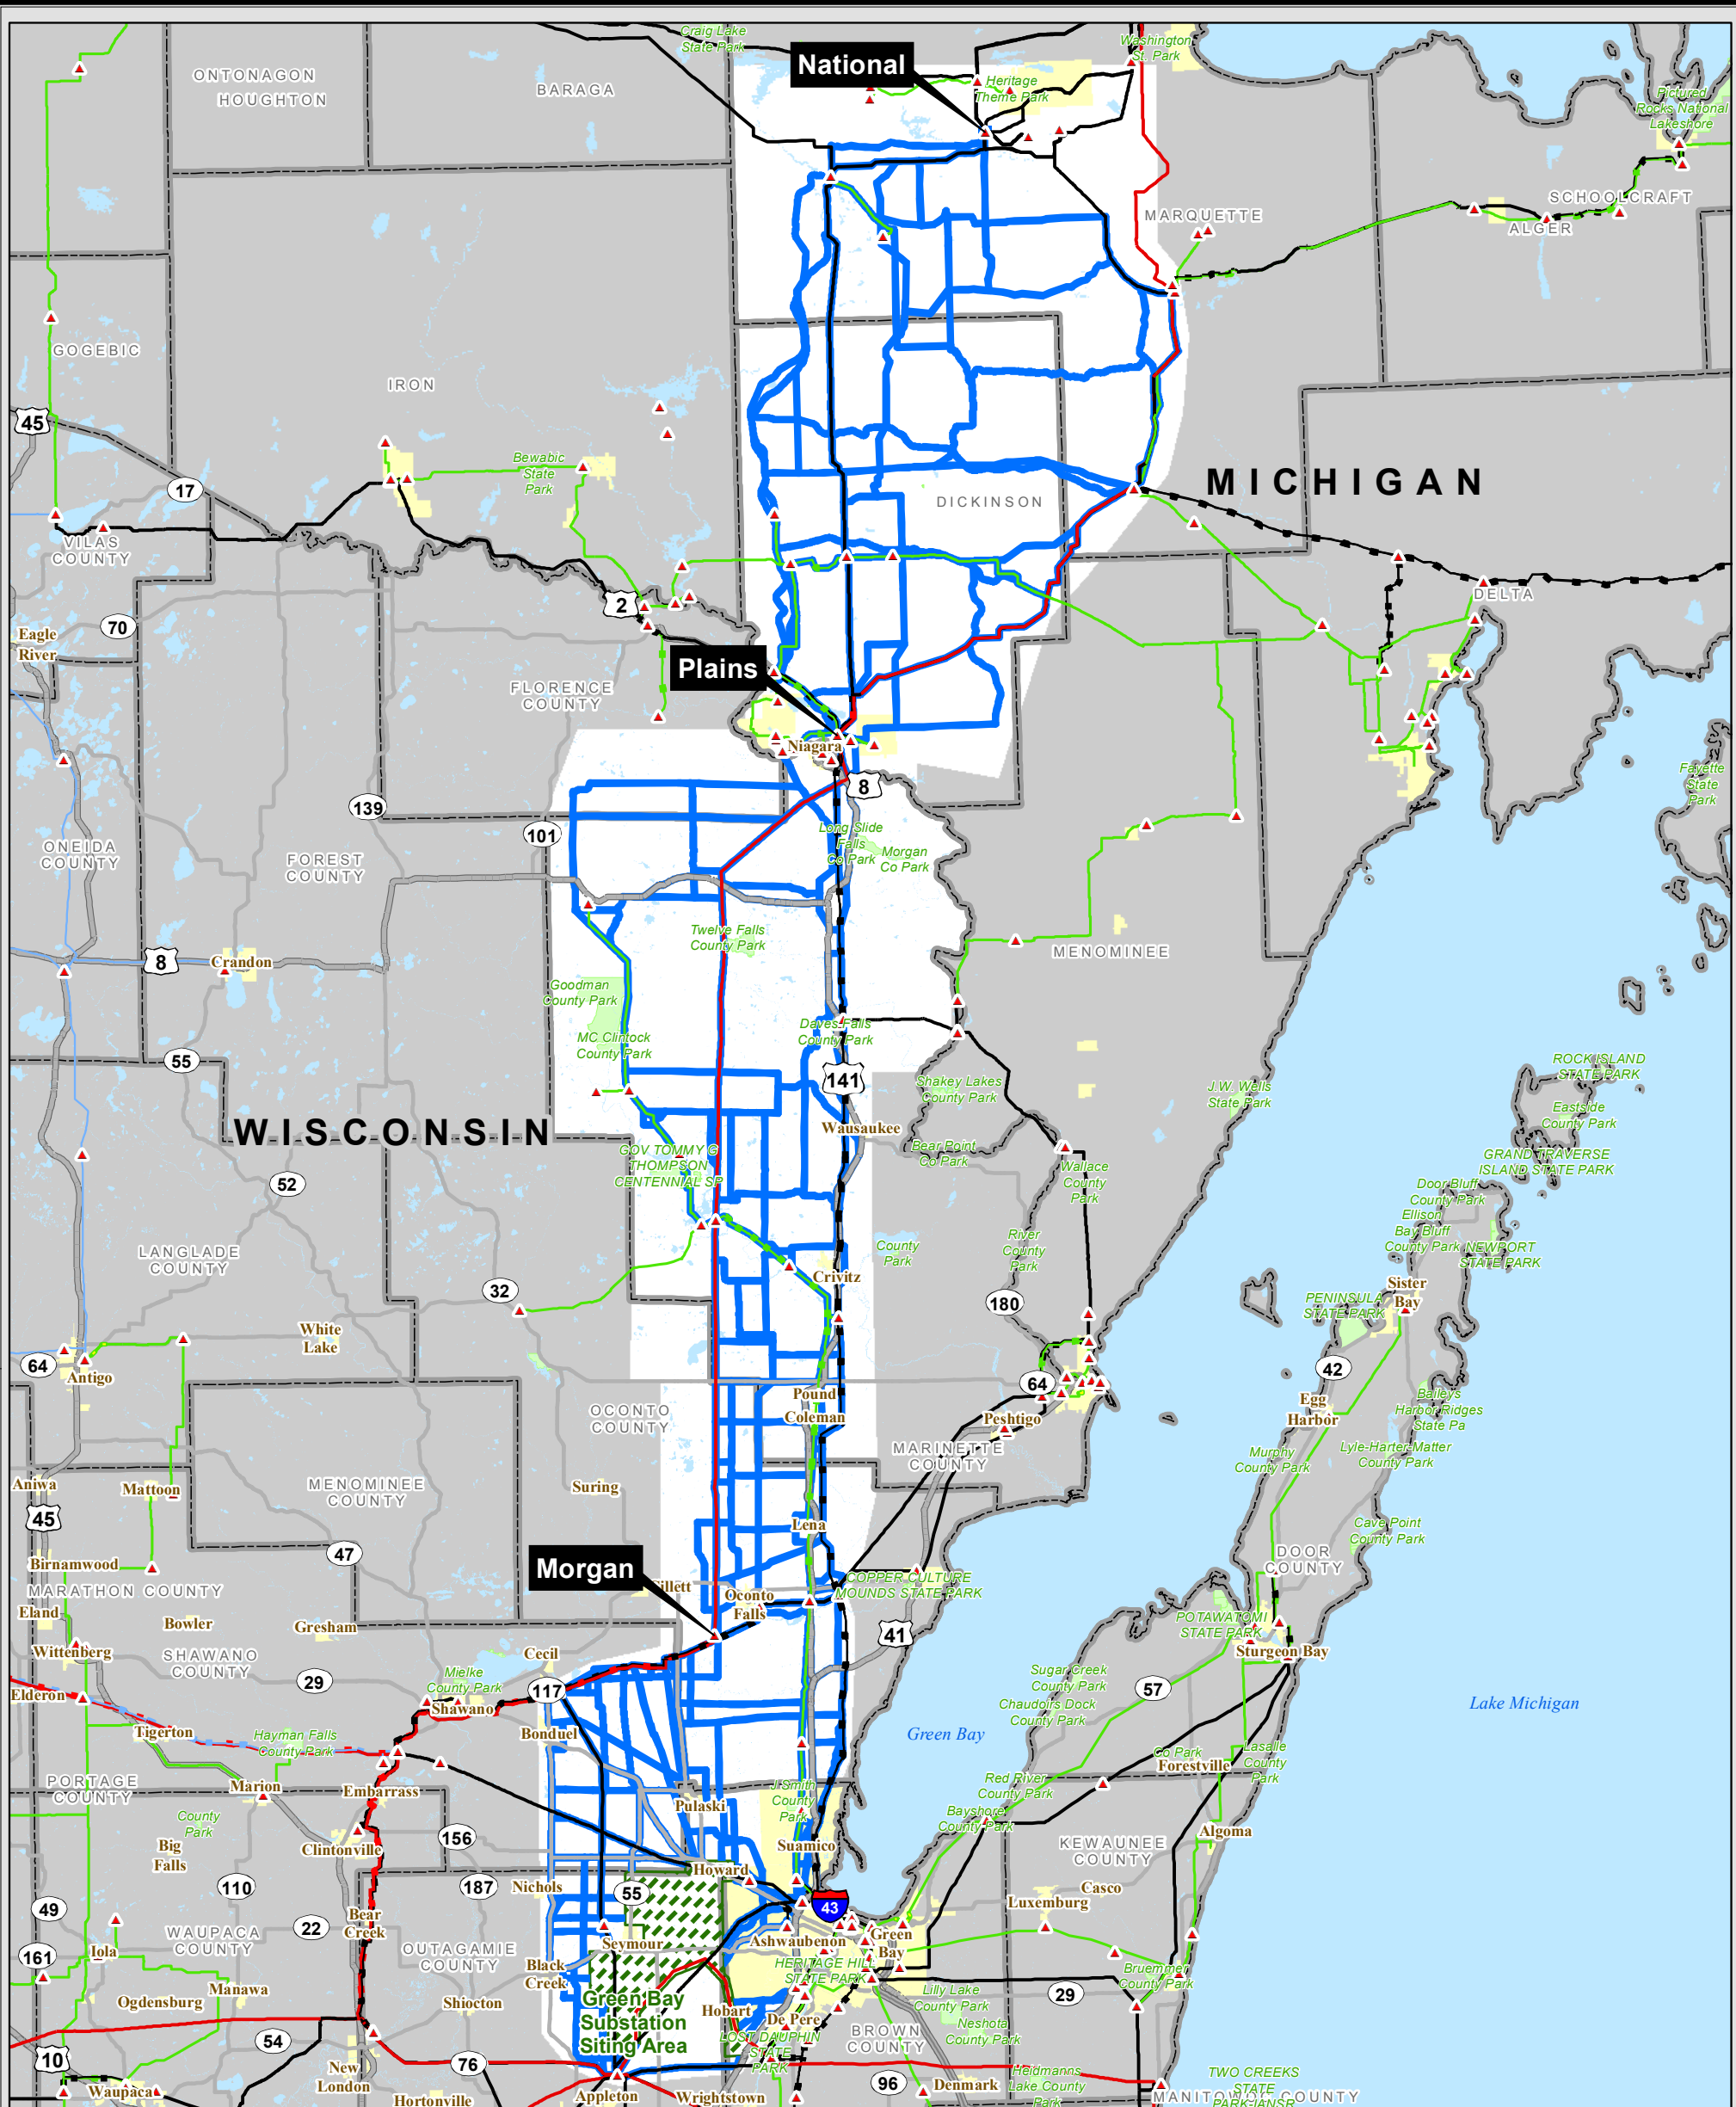 Craig Lake
State Park
National
Washington
St. Park
ONTONAGON
HOUGHTON
BARAGA
Heritage
Theme Park
Pictured
Rocks National
Lakeshore
SCHOOLCRAFT
MARQUETTE
ALGER
GOGEBIC
IRON
45
Bewabic
State
Park
17
DICKINSON
MICHIGAN
VILAS
COUNTY
DELTA
2
70
Eagle
River
Plains
FLORENCE
COUNTY
Niagara
8
Fayette
State
Park
139
101
Long Slide
Falls
Co Park
Morgan
Co Park
ONEIDA
COUNTY
FOREST
COUNTY
Twelve Falls
County Park
MENOMINEE
8
Crandon
Goodman
County Park
Daves Falls
County Park
MC Clintock
County Park
55
141
Shakey Lakes
County Park
J.W. Wells
State Park
ROCK ISLAND
STATE PARK
Eastside
County Park
WISCONSIN
Wausaukee
Bear Point
Co Park
GOV TOMMY G
THOMPSON
CENTENNIAL SP
Wallace
County
Park
GRAND TRAVERSE
ISLAND STATE PARK
52
Door Bluff
County Park
Ellison
Bay Bluff
County Park
NEWPORT
STATE PARK
LANGLADE
COUNTY
County
Park
River
County
Park
Crivitz
Sister
Bay
32
180
PENINSULA
STATE PARK
White
Lake
64
Antigo
42
64
Pound
Coleman
Egg
Harbor
Baileys
Harbor Ridges
State Pa
OCONTO
COUNTY
Peshtigo
MARINETTE
COUNTY
Murphy
County Park
Lyle-Harter-Matter
County Park
Aniwa
Mattoon
MENOMINEE
COUNTY
Suring
45
Lena
Cave Point
County Park
47
Birnamwood
Morgan
DOOR
COUNTY
MARATHON COUNTY
illett
Oconto
Falls
COPPER CULTURE
MOUNDS STATE PARK
Eland
Bowler
Gresham
POTAWATOMI
STATE PARK
41
Wittenberg
SHAWANO
COUNTY
Cecil
Sturgeon Bay
29
Mielke
County Park
Sugar Creek
County Park
57
Elderon
117
Shawano
Chaudoirs Dock
County Park
Lake Michigan
Tigerton
Hayman Falls
County Park
Bonduel
Green Bay
Co Park
Forestville
Lasalle
County
Park
PORTAGE
COUNTY
Marion
Embarrass
J Smith
County
Park
Red River
County Park
Pulaski
Bayshore
County Park
County
Park
Big
Falls
Clintonville
156
Suamico
KEWAUNEE
COUNTY
Algoma
110
187
Nichols
55
Howard
43
Casco
Luxemburg
49
Bear
Creek
22
WAUPACA
COUNTY
161
Iola
OUTAGAMIE
COUNTY
Seymour
Ashwaubenon
Green
Bay
Black
Creek
HERITAGE HILL
STATE PARK
Bruemmer
County Park
Manawa
Ogdensburg
Shiocton
Green Bay
Substation
Siting Area
Hobart
De Pere
Lilly Lake
County Park
29
Neshota
County Park
54
BROWN
COUNTY
LOST DAUPHIN
STATE
PARK
10
New
London
76
Waupaca
Hortonville
Appleton
Wrightstown
96
Denmark
Heidmanns
Lake County
Park
TWO CREEKS
STATE
PARK-IANSR
MANITOWOC COUNTY